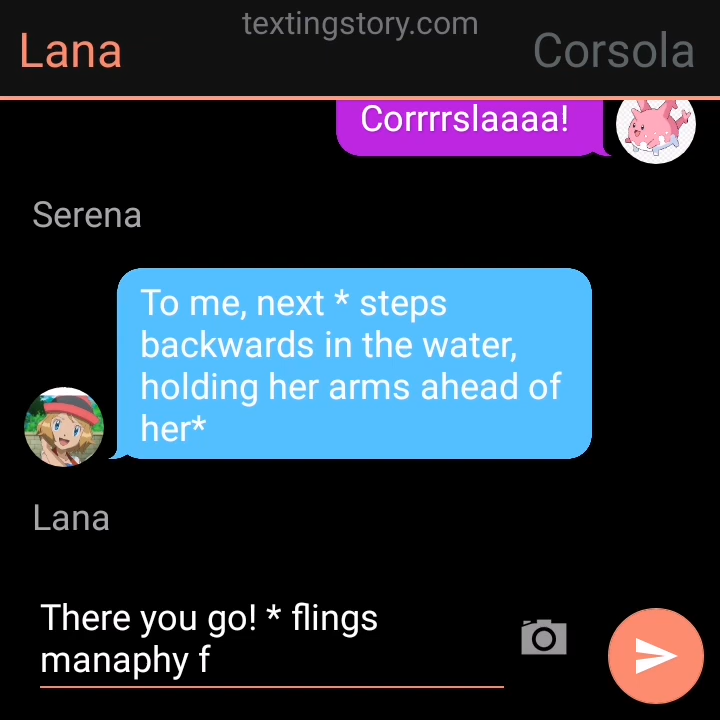 textingstory.com
Lana
Corsola
Corrrrslaaaa!
Serena
To me, next * steps
backwards in the water,
holding her arms ahead of
her*
Lana
There you go! * flings
manaphy f